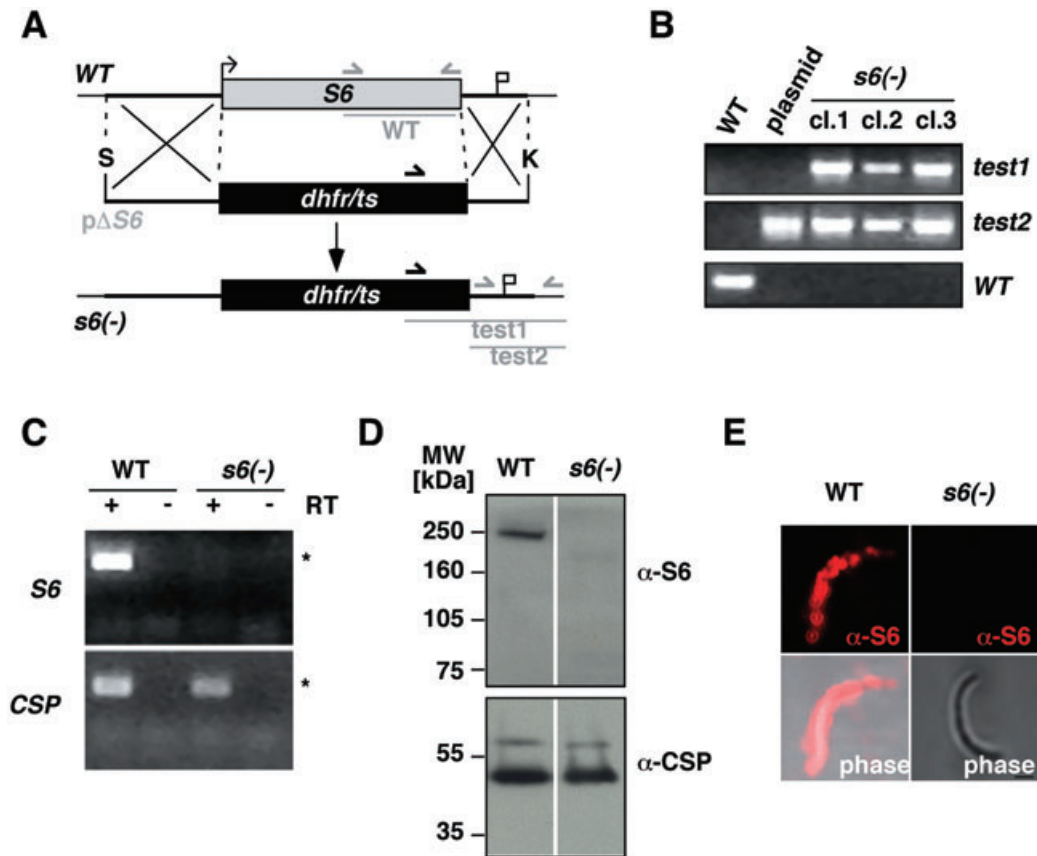 A
WT
S6
WT
S
K
dhfr/ts
pΔS6
dhfr/ts
s6(-)
test1
test2
B
WT
plasmid
s6(-)
cl.1 cl.2 cl.3
test1
test2
WT
C
WT s6(-)
+ - + - RT
S6
*
CSP
*
D
MW
[kDa]
WT s6(-)
250
160
105
75
α-S6
55
35
α-CSP
E
WT s6(-)
α-S6 α-S6
phase phase